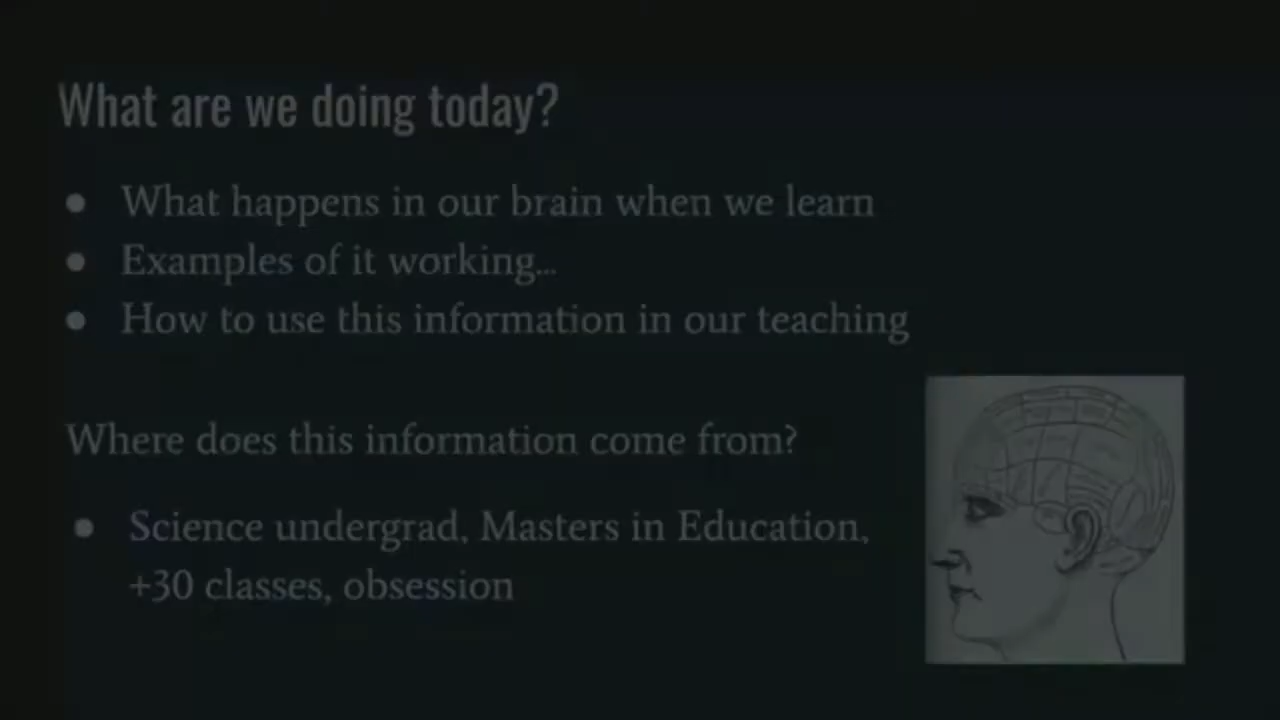 What are we doing today?
● What happens in our brain when we learn
● Examples of it working...
● How to use this information in our teaching
Where does this information come from?
● Science undergrad, Masters in Education,
+30 classes, obsession